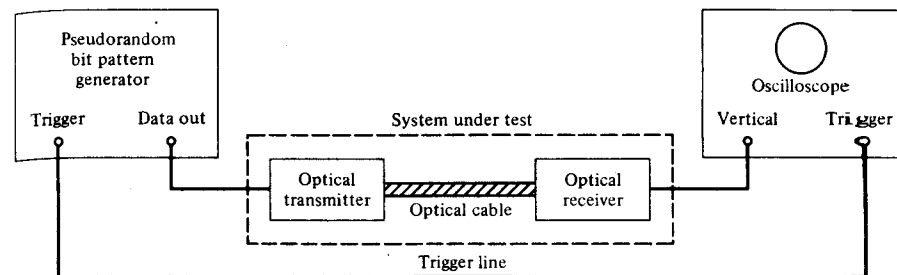 Pseudorandom
bit pattern
generator
Trigger
Data out
System under test
Optical
transmitter
Optical cable
Optical
receiver
Oscilloscope
Vertical
Trigger
Trigger line